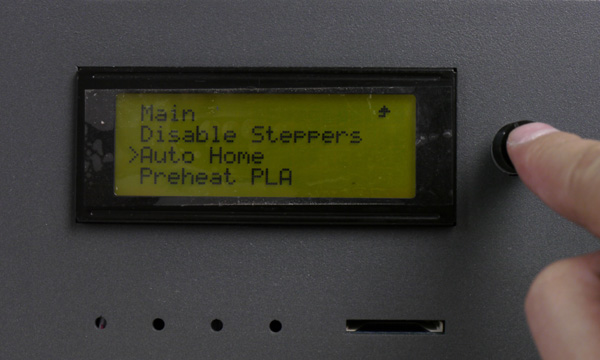 Main
Disable Steppers
>Auto Home
Preheat PLA